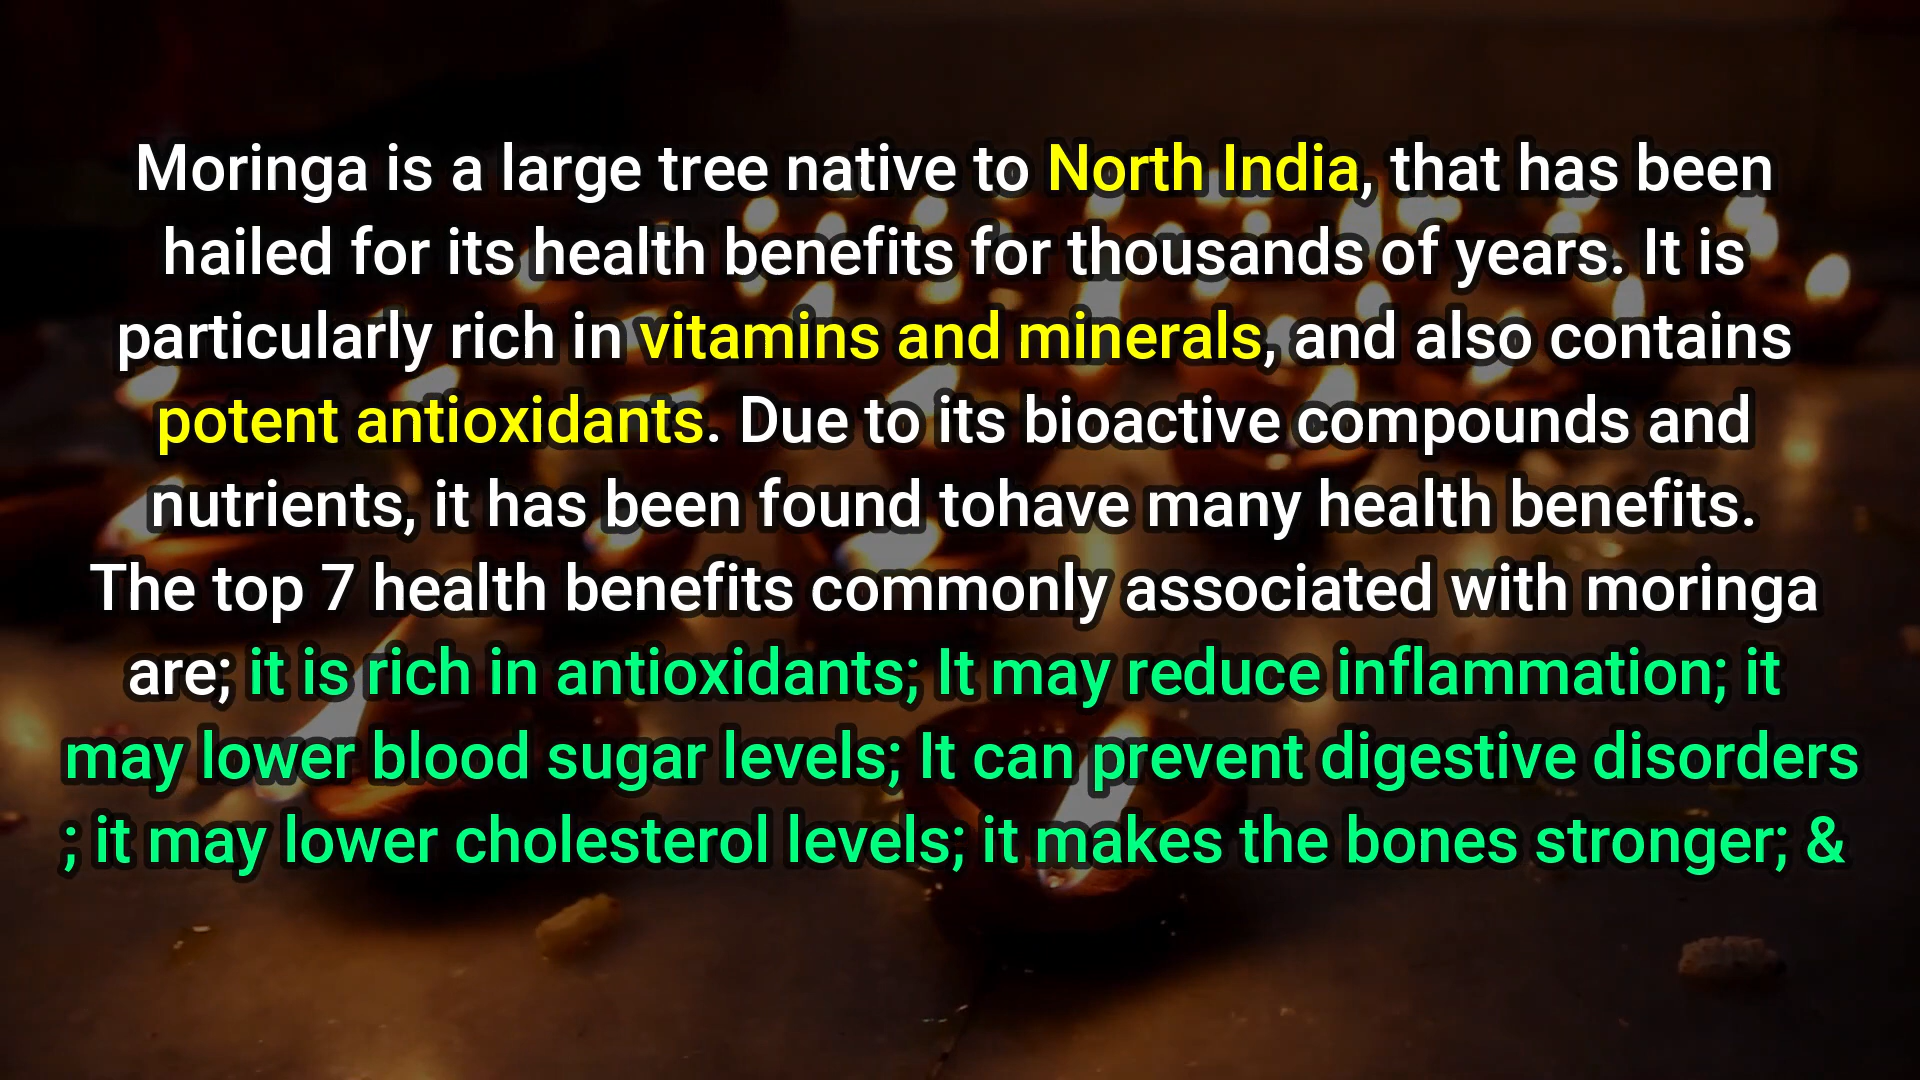 Moringa is a large tree native to North India, that has been
hailed for its health benefits for thousands of years. It is
particularly rich in vitamins and minerals, and also contains
potent antioxidants. Due to its bioactive compounds and
nutrients, it has been found tohave many health benefits.
The top 7 health benefits commonly associated with moringa
are; it is rich in antioxidants; It may reduce inflammation; it
may lower blood sugar levels; It can prevent digestive disorders
; it may lower cholesterol levels; it makes the bones stronger; &